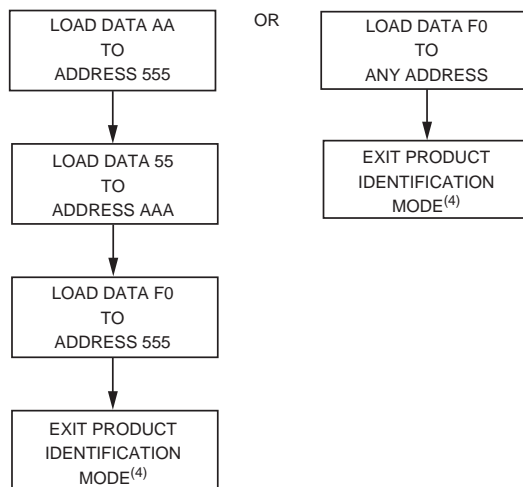 LOAD DATA AA
TO
ADDRESS 555
LOAD DATA 55
TO
ADDRESS AAA
LOAD DATA F0
TO
ADDRESS 555
EXIT PRODUCT
IDENTIFICATION
MODE(4)
OR
LOAD DATA F0
TO
ANY ADDRESS
EXIT PRODUCT
IDENTIFICATION
MODE(4)